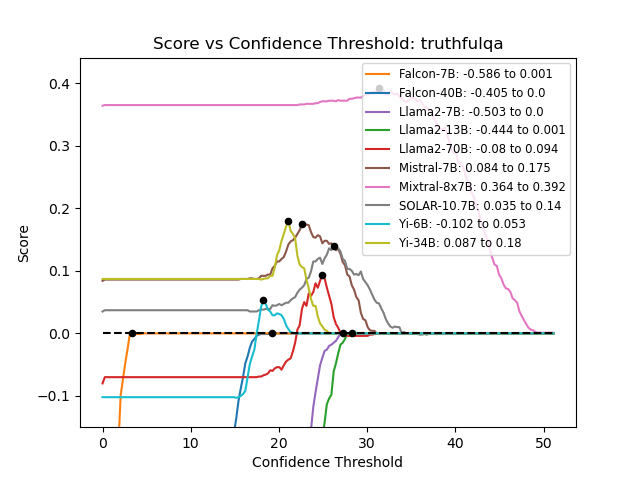 Score vs Confidence Threshold: truthfulqa
Falcon-7B: -0.586 to 0.001
Falcon-40B: -0.405 to 0.0
Llama2-7B: -0.503 to 0.0
Llama2-13B: -0.444 to 0.001
Llama2-70B: -0.08 to 0.094
Mistral-7B: 0.084 to 0.175
Mixtral-8x7B: 0.364 to 0.392
SOLAR-10.7B: 0.035 to 0.14
Yi-6B: -0.102 to 0.053
Yi-34B: 0.087 to 0.18
Score
0.4
0.3
0.2
0.1
0.0
−0.1
0 10 20 30 40 50
Confidence Threshold